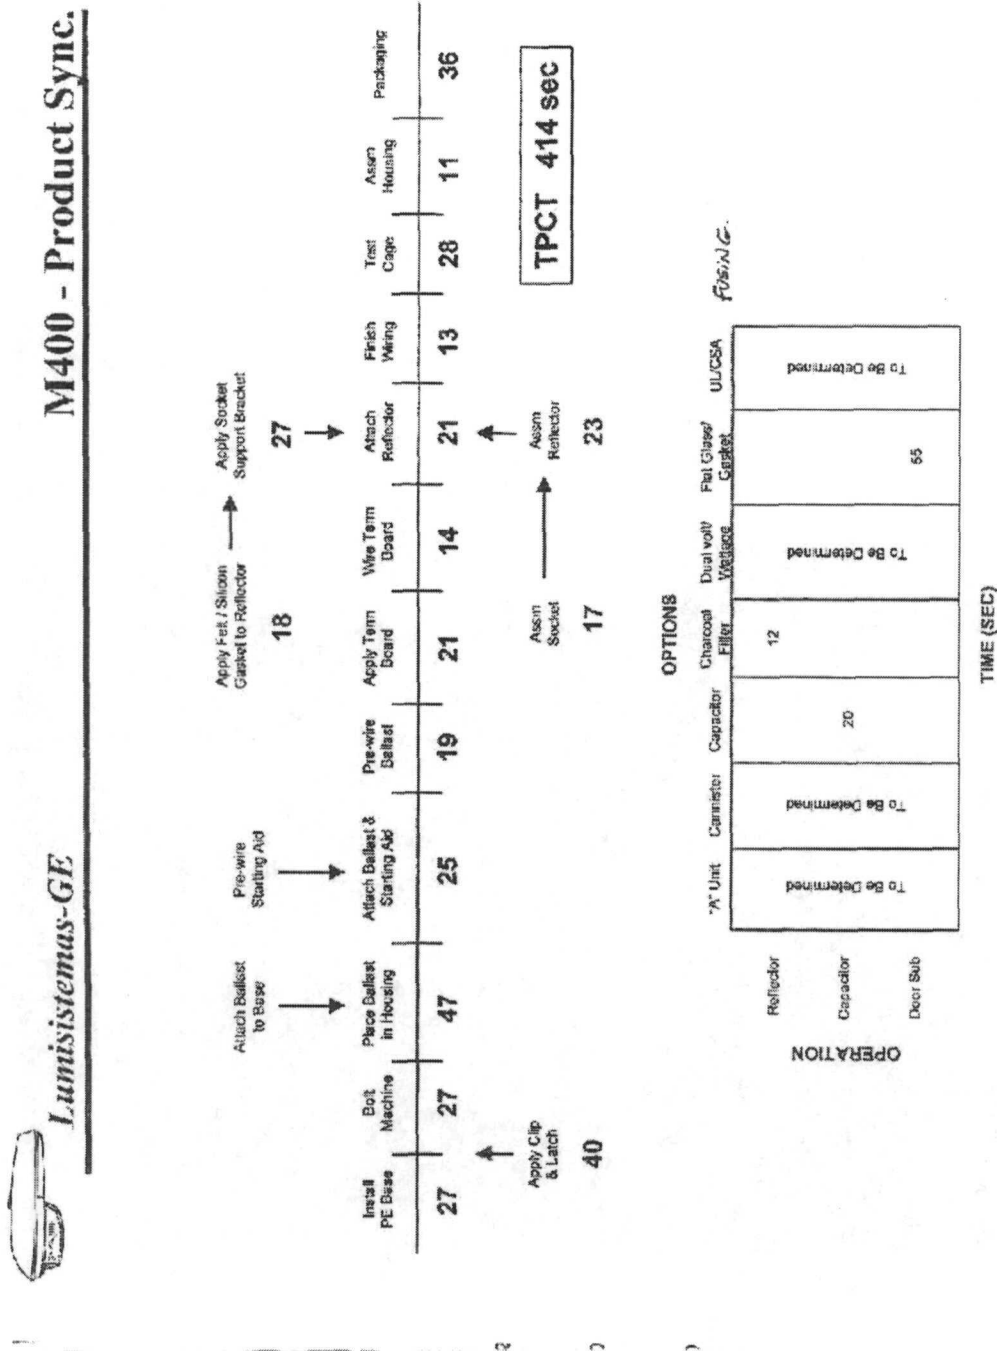 Lumisistemas-GE
M400 - Product Sync.
Apply Felt / Silicon
Gasket to Reflector
18
Apply Socket
Support Bracket
27
Attach Ballast
to Base
Pre-wire
Starting Aid
Install
PE Base
27
Bolt
Machine
27
Place Ballast
in Housing
47
Attach Ballast &
Starting Aid
25
Pre-wire
Ballast
19
Apply Term
Board
21
Wire Term
Board
14
Attach
Reflector
21
Finish
Wiring
13
Test
Cage
28
Assm
Housing
11
Packaging
36
Apply Clip
& Latch
40
Assm
Socket
17
Assm
Reflector
23
TPCT 414 sec
OPTIONS
"A" Unit
Cannister
Capacitor
Charcoal
Filter
Dual volt/
Wattage
Flat Glass/
Gasket
UL/CSA
FUSING.
OPERATION
Reflector
Capacitor
Door Sub
To Be Determined
To Be Determined
20
12
To Be Determined
55
To Be Determined
TIME (SEC)